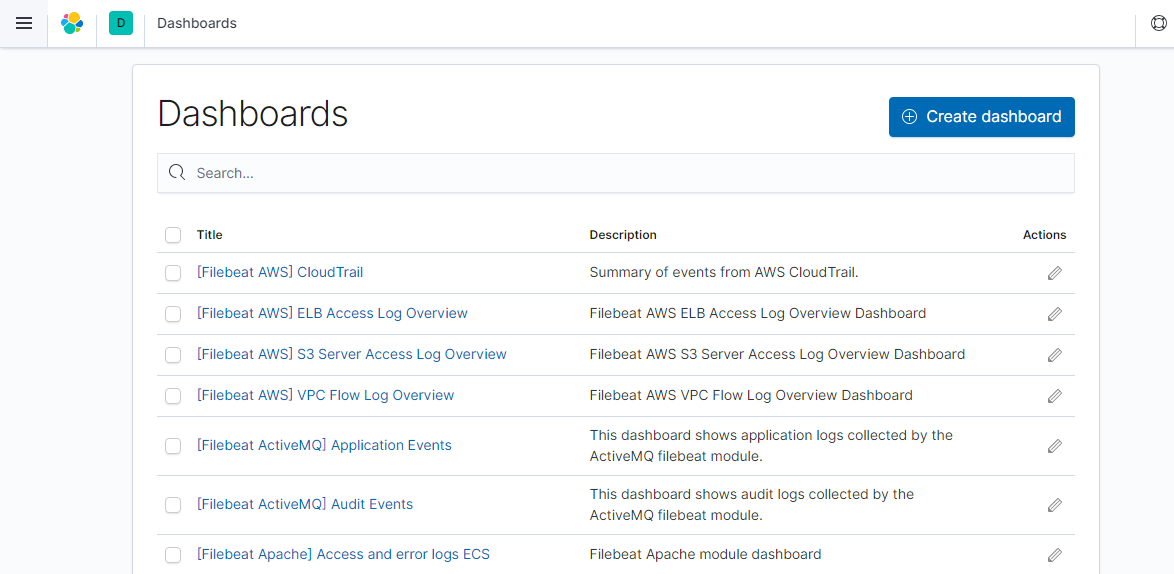 D Dashboards
Dashboards
Create dashboard
Search...
Title Description Actions
[Filebeat AWS] CloudTrail Summary of events from AWS CloudTrail.
[Filebeat AWS] ELB Access Log Overview Filebeat AWS ELB Access Log Overview Dashboard
[Filebeat AWS] S3 Server Access Log Overview Filebeat AWS S3 Server Access Log Overview Dashboard
[Filebeat AWS] VPC Flow Log Overview Filebeat AWS VPC Flow Log Overview Dashboard
[Filebeat ActiveMQ] Application Events This dashboard shows application logs collected by the
ActiveMQ filebeat module.
[Filebeat ActiveMQ] Audit Events This dashboard shows audit logs collected by the
ActiveMQ filebeat module.
[Filebeat Apache] Access and error logs ECS Filebeat Apache module dashboard